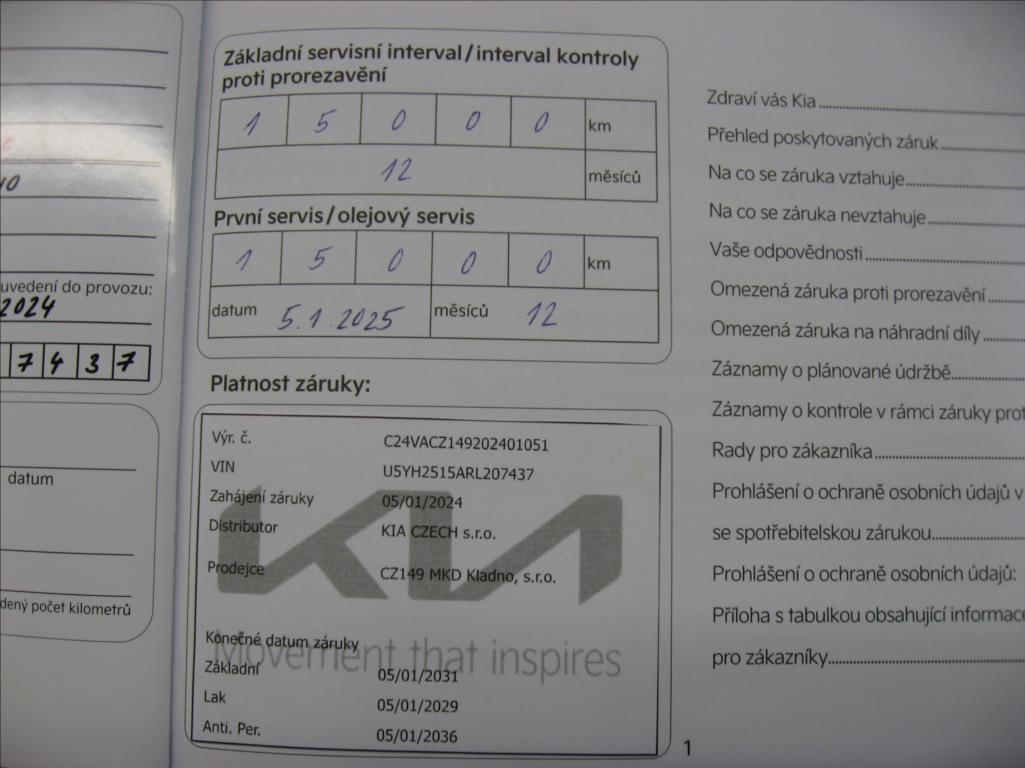 uvedení do provozu:
2024
7 4 3 7
datum
dený počet kilometrů
Základní servisní interval/interval kontroly
proti prorezavění
1 5 0 0 0 km
12 měsíců
První servis/olejový servis
1 5 0 0 0 km
datum 5.1.2025 měsíců 12
Platnost záruky:
Výr. č. C24VACZ149202401051
VIN U5YH2515ARL207437
Zahájení záruky 05/01/2024
Distributor KIA CZECH s.r.o.
KIA
Prodejce CZ149 MKD Kladno, s.r.o.
Konečné datum záruky
Movement that inspires
Základní 05/01/2031
Lak 05/01/2029
Anti. Per. 05/01/2036
1
Zdraví vás Kia
Přehled poskytovaných záruk
Na co se záruka vztahuje
Na co se záruka nevztahuje
Vaše odpovědnosti
Omezená záruka proti prorezavění
Omezená záruka na náhradní díly
Záznamy o plánované údržbě
Záznamy o kontrole v rámci záruky prot
Rady pro zákazníka
Prohlášení o ochraně osobních údajů v
se spotřebitelskou zárukou
Prohlášení o ochraně osobních údajů:
Příloha s tabulkou obsahující informace
pro zákazníky